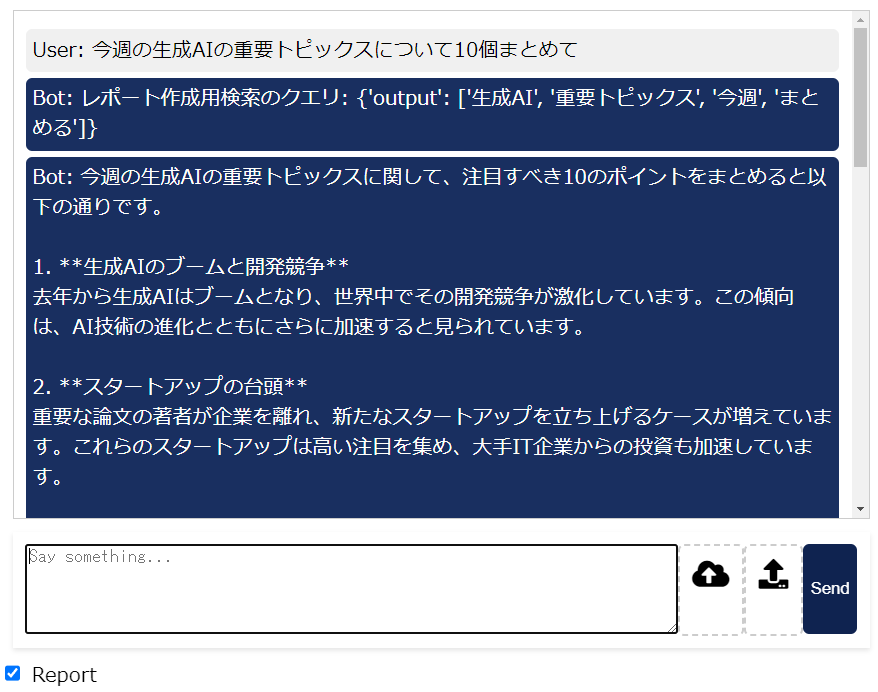 User: 今週の生成AIの重要トピックスについて10個まとめて
Bot: レポート作成用検索のクエリ: {'output': ['生成AI', '重要トピックス', '今週', 'まと
める']}
Bot: 今週の生成AIの重要トピックスに関して、注目すべき10のポイントをまとめると以
下の通りです。
1. **生成AIのブームと開発競争**
去年から生成AIはブームとなり、世界中でその開発競争が激化しています。この傾向
は、AI技術の進化とともにさらに加速すると見られています。
2. **スタートアップの台頭**
重要な論文の著者が企業を離れ、新たなスタートアップを立ち上げるケースが増えていま
す。これらのスタートアップは高い注目を集め、大手IT企業からの投資も加速していま
す。
Say something...
Send
Report